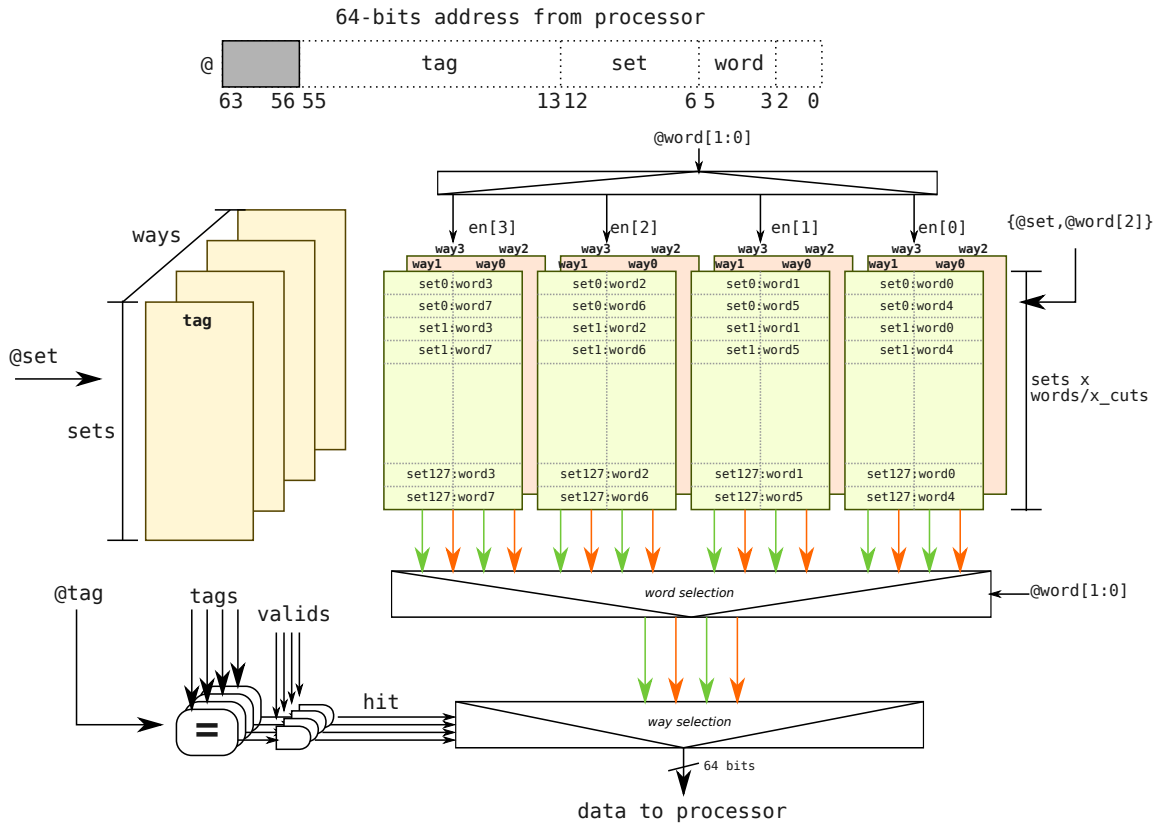 64-bits address from processor
@ tag set word
63 56 55 13 12 6 5 3 2 0
@word[1:0]
en[3] en[2] en[1] en[0]
{@set,@word[2]}
ways
way3 way2 way3 way2 way3 way2 way3 way2
way1 way0 way1 way0 way1 way0 way1 way0
set0:word3 set0:word2 set0:word1 set0:word0
set0:word7 set0:word6 set0:word5 set0:word4
set1:word3 set1:word2 set1:word1 set1:word0
set1:word7 set1:word6 set1:word5 set1:word4
tag
@set
sets
sets x
words/x_cuts
set127:word3 set127:word2 set127:word1 set127:word0
set127:word7 set127:word6 set127:word5 set127:word4
word selection
@word[1:0]
@tag
tags
valids
=
hit
way selection
64 bits
data to processor